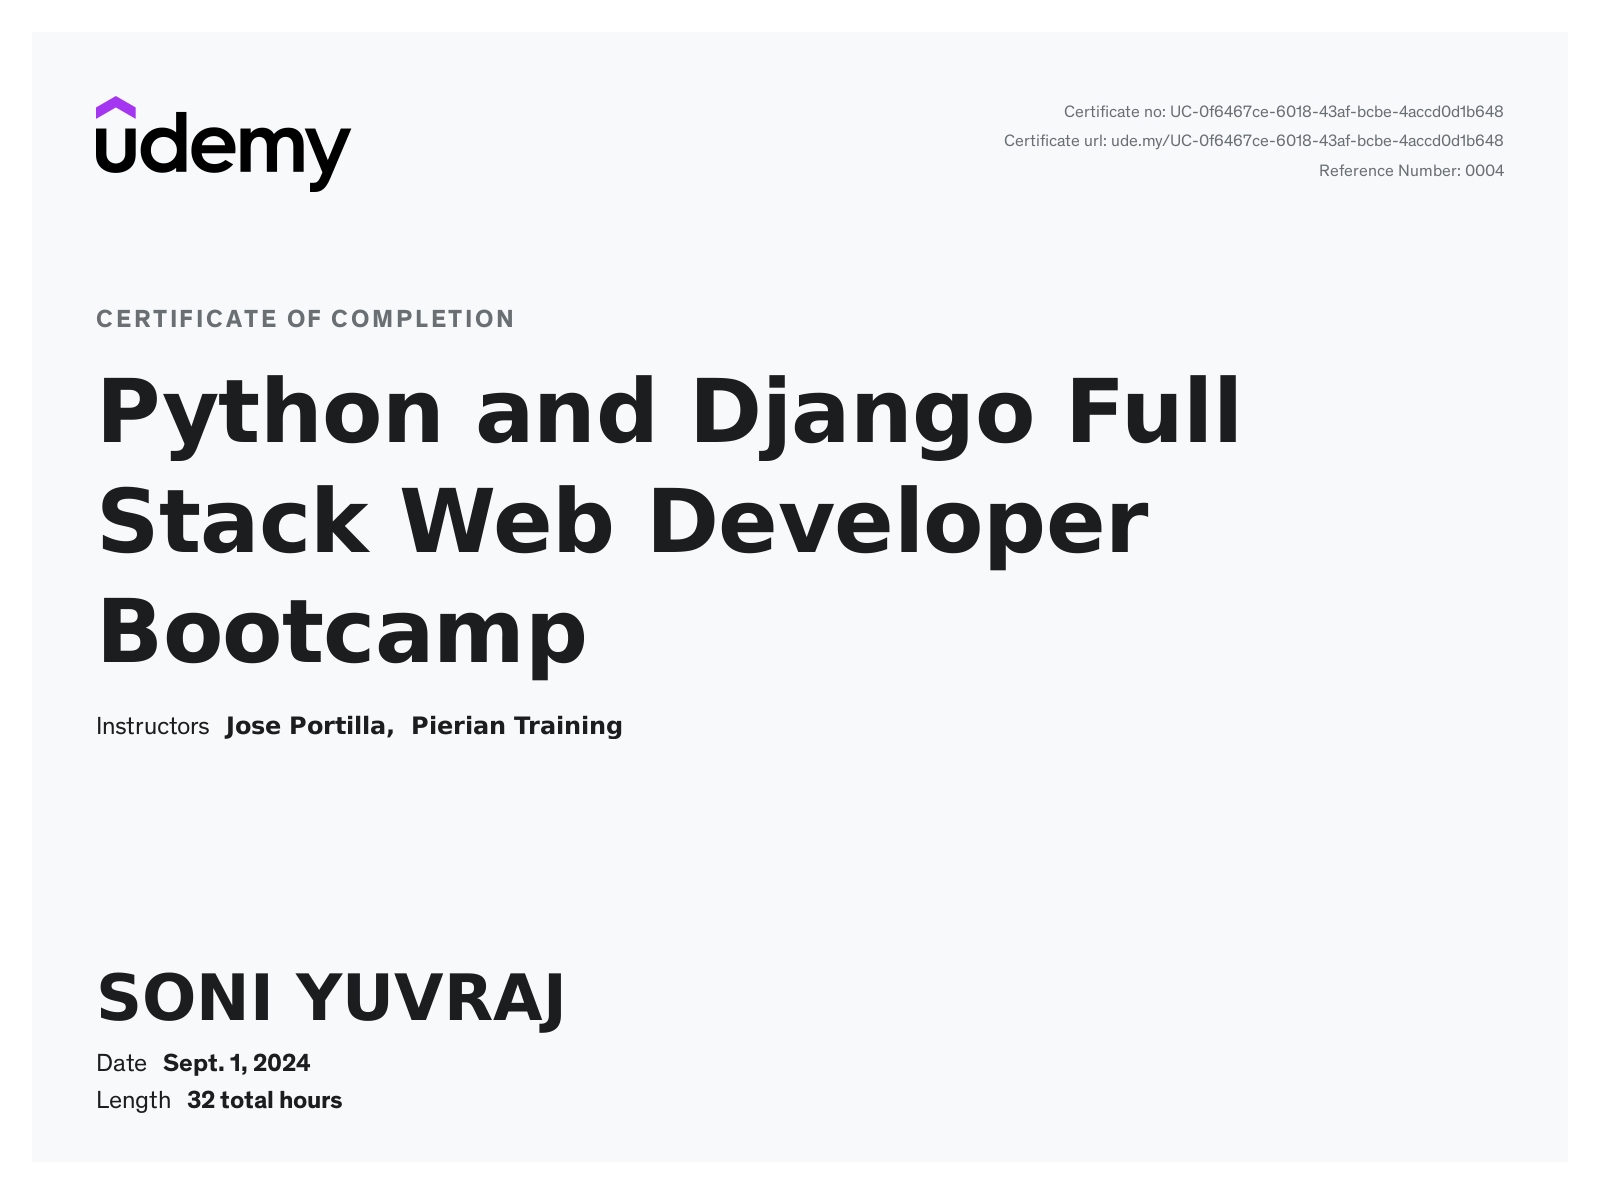 udemy
Certificate no: UC-0f6467ce-6018-43af-bcbe-4accd0d1b648
Certificate url: ude.my/UC-0f6467ce-6018-43af-bcbe-4accd0d1b648
Reference Number: 0004
CERTIFICATE OF COMPLETION
Python and Django Full
Stack Web Developer
Bootcamp
Instructors Jose Portilla, Pierian Training
SONI YUVRAJ
Date Sept. 1, 2024
Length 32 total hours